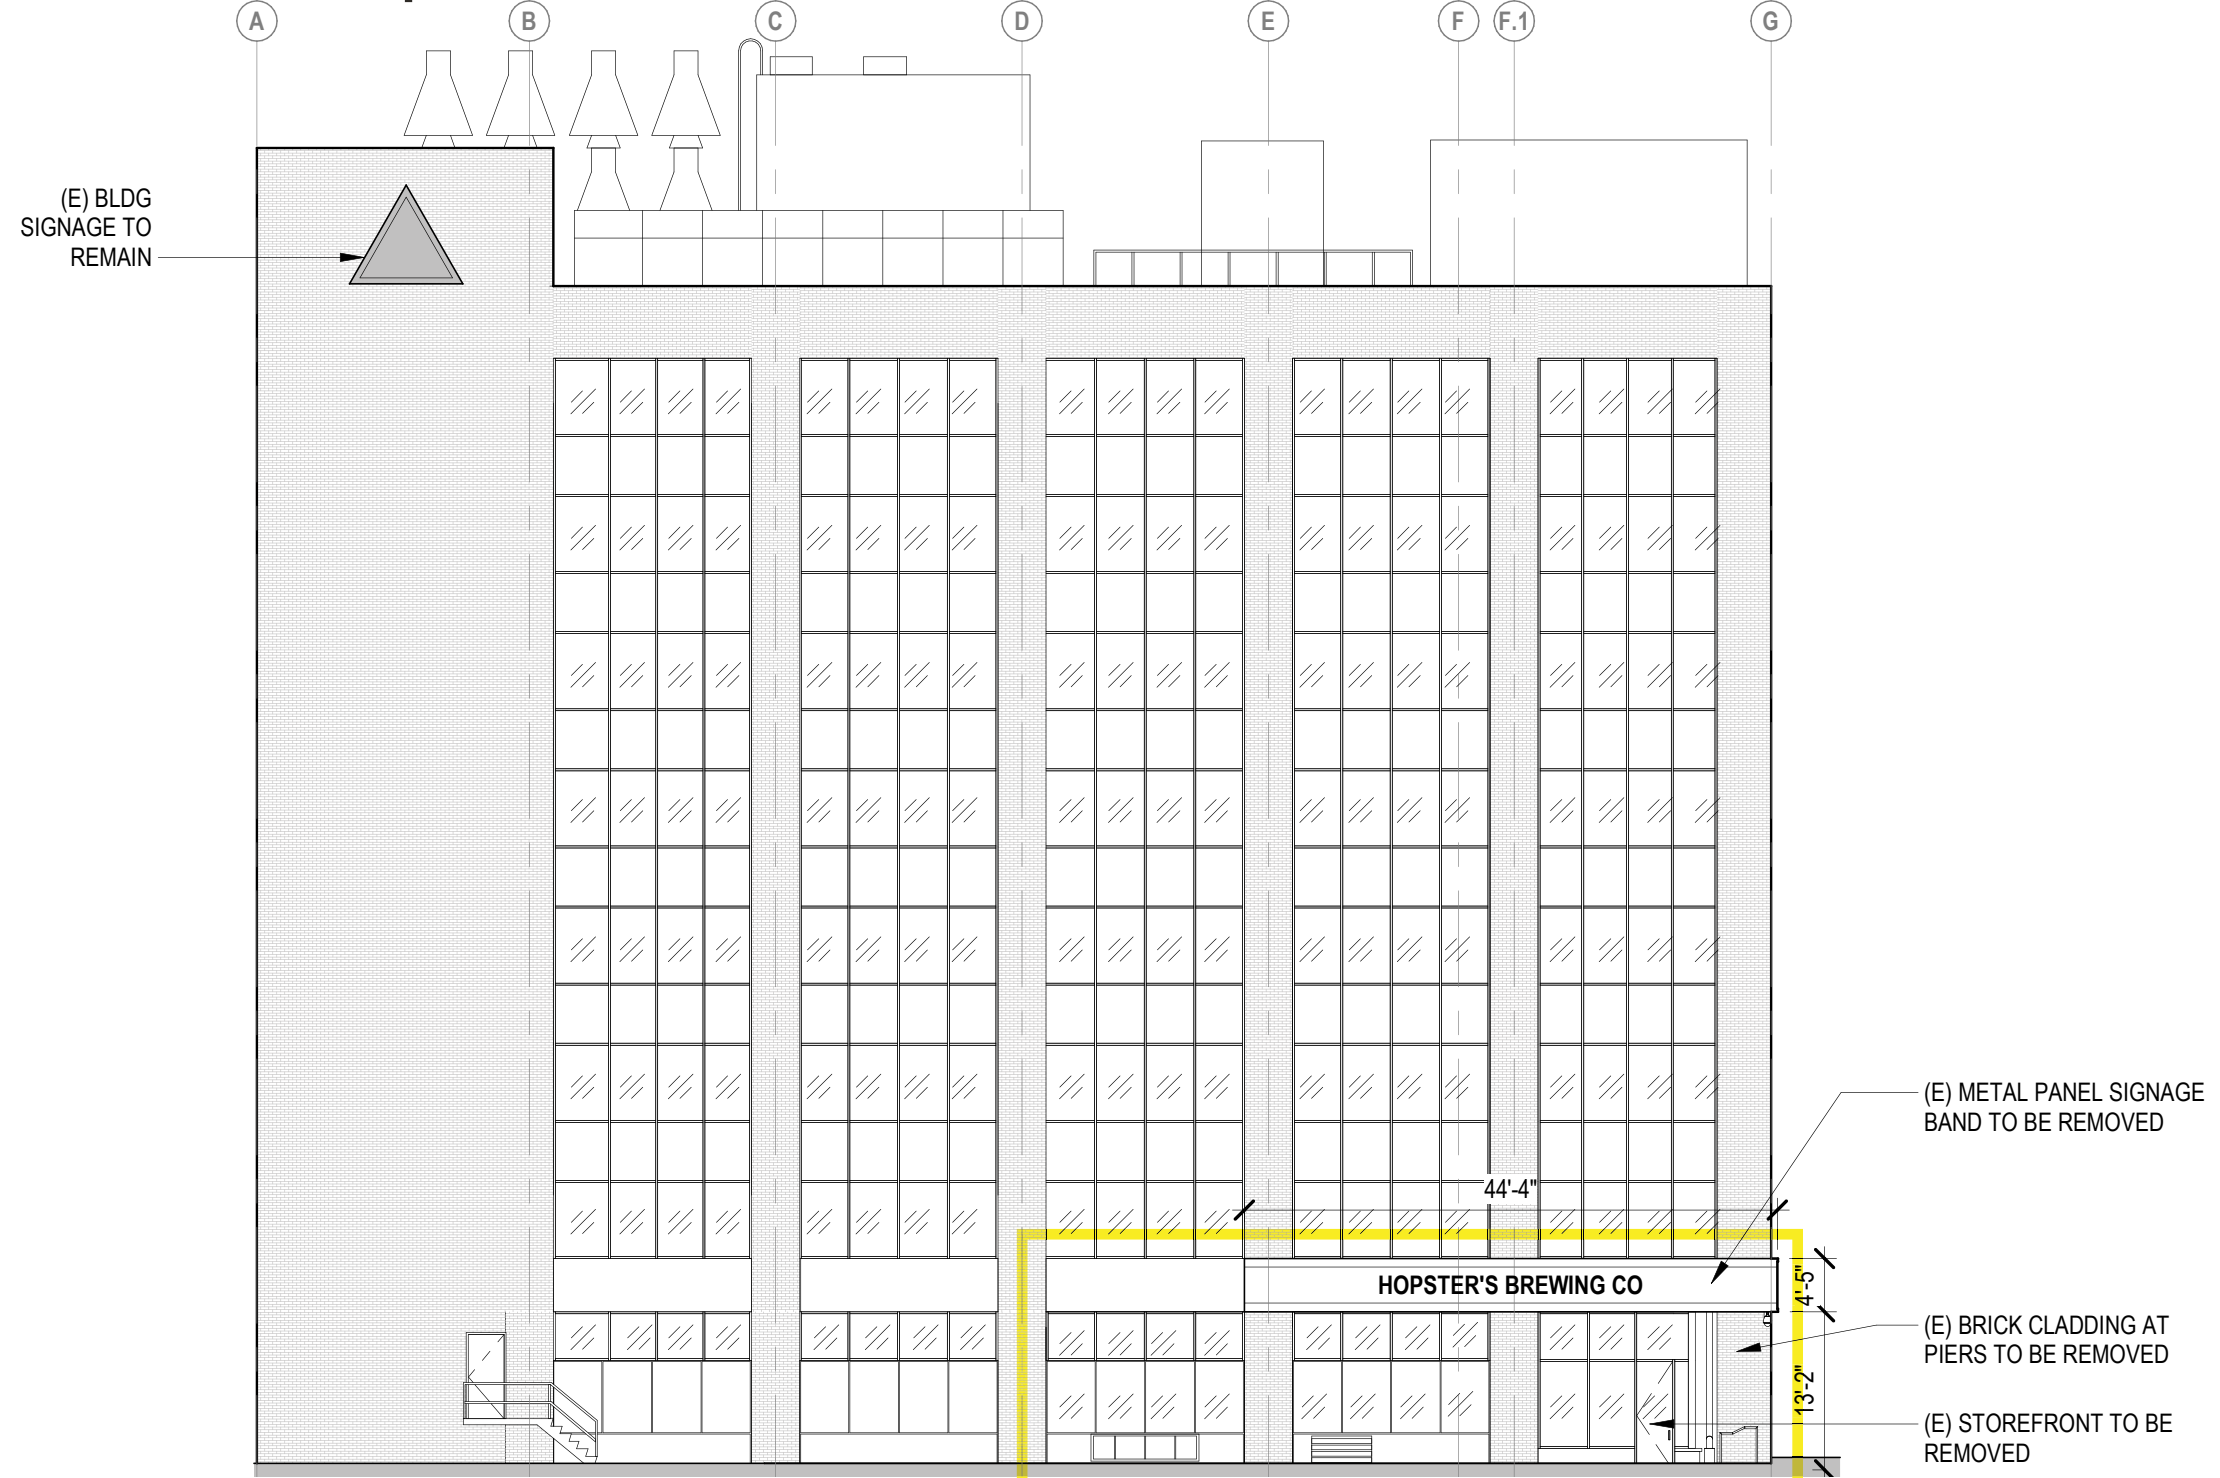 A B C D E F F.1 G
(E) BLDG
SIGNAGE TO
REMAIN
(E) METAL PANEL SIGNAGE
BAND TO BE REMOVED
44'-4"
HOPSTER'S BREWING CO
4'-5"
(E) BRICK CLADDING AT
PIERS TO BE REMOVED
13'-2"
(E) STOREFRONT TO BE
REMOVED